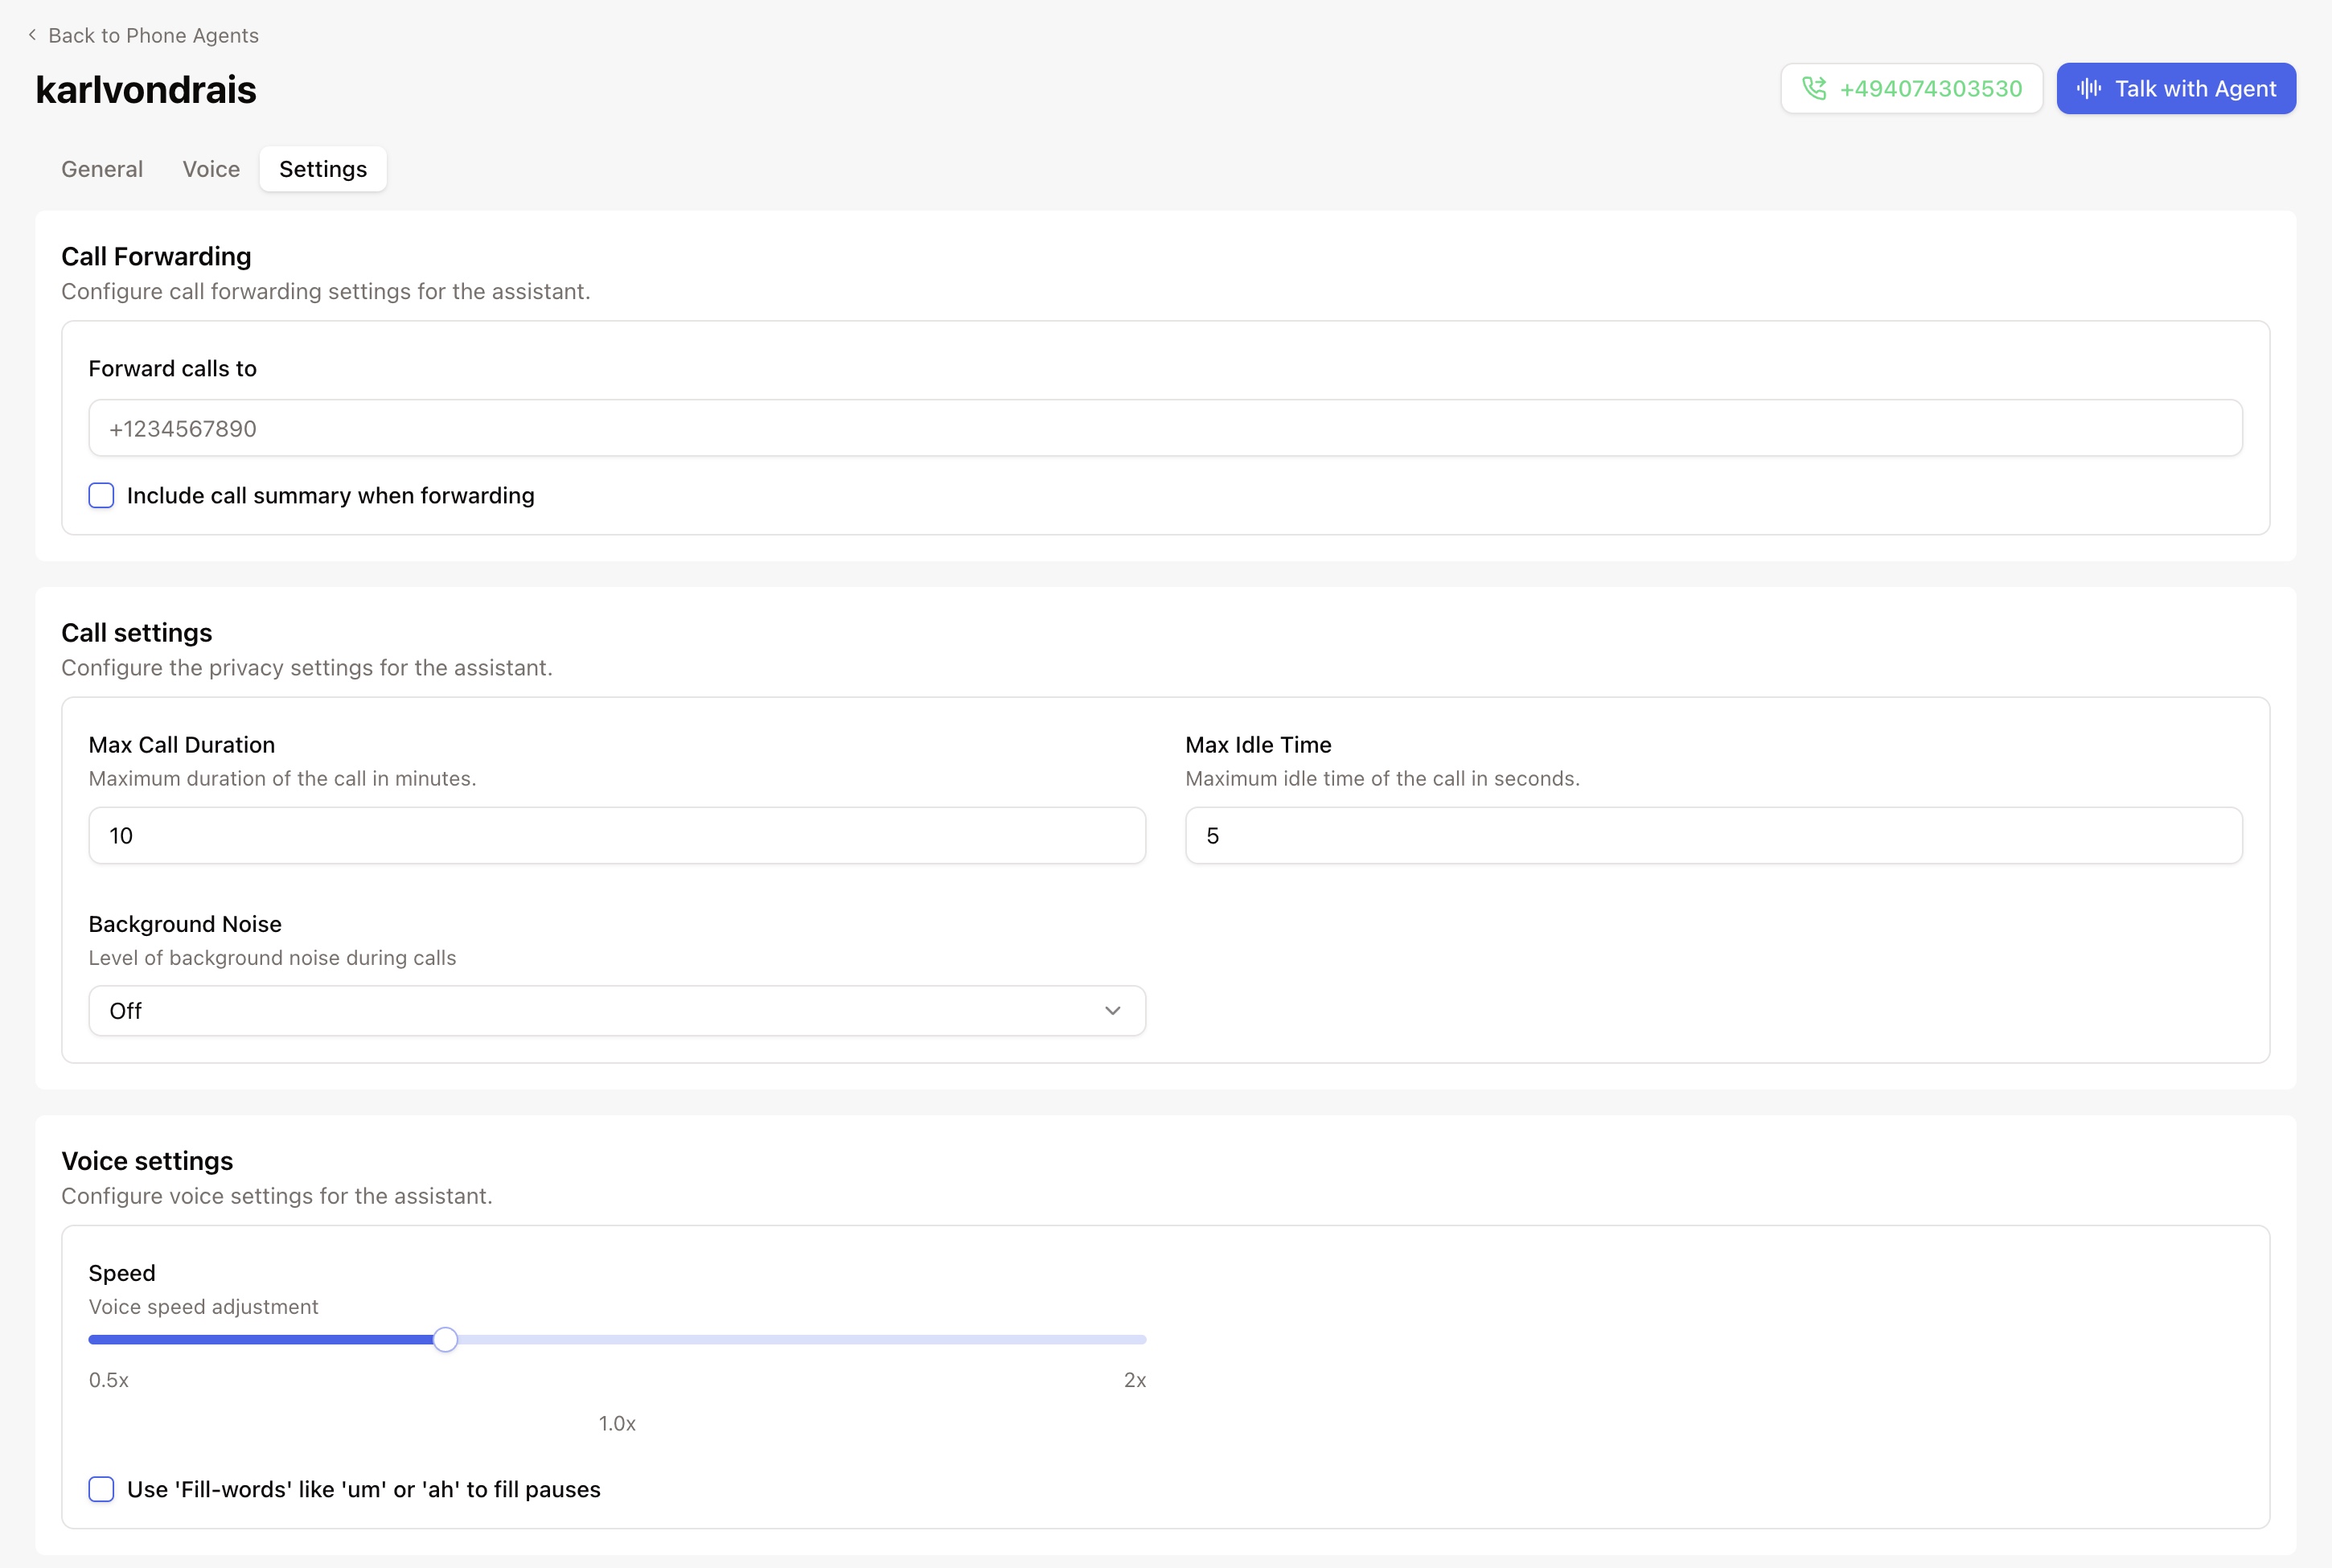 Back to Phone Agents
karlvondrais
+494074303530
Talk with Agent
General
Voice
Settings
Call Forwarding
Configure call forwarding settings for the assistant.
Forward calls to
+1234567890
Include call summary when forwarding
Call settings
Configure the privacy settings for the assistant.
Max Call Duration
Maximum duration of the call in minutes.
10
Max Idle Time
Maximum idle time of the call in seconds.
5
Background Noise
Level of background noise during calls
Off
Voice settings
Configure voice settings for the assistant.
Speed
Voice speed adjustment
0.5x
2x
1.0x
Use 'Fill-words' like 'um' or 'ah' to fill pauses